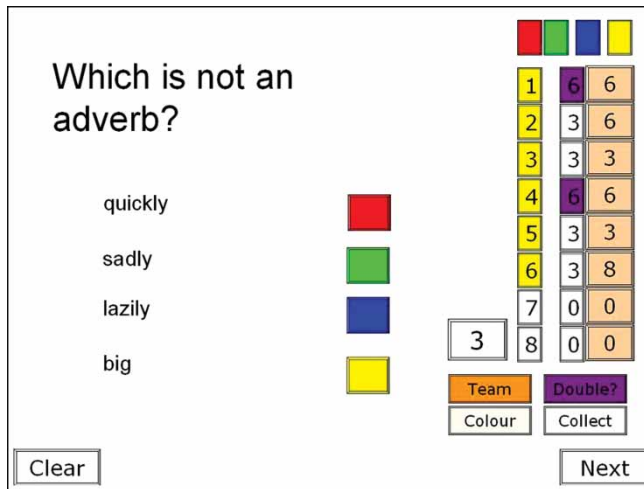 Which is not an
adverb?
quickly
sadly
lazily
big
1 6 6
2 3 6
3 3 3
4 6 6
5 3 3
6 3 8
7 0 0
3 8 0 0
Team Double?
Colour Collect
Clear Next